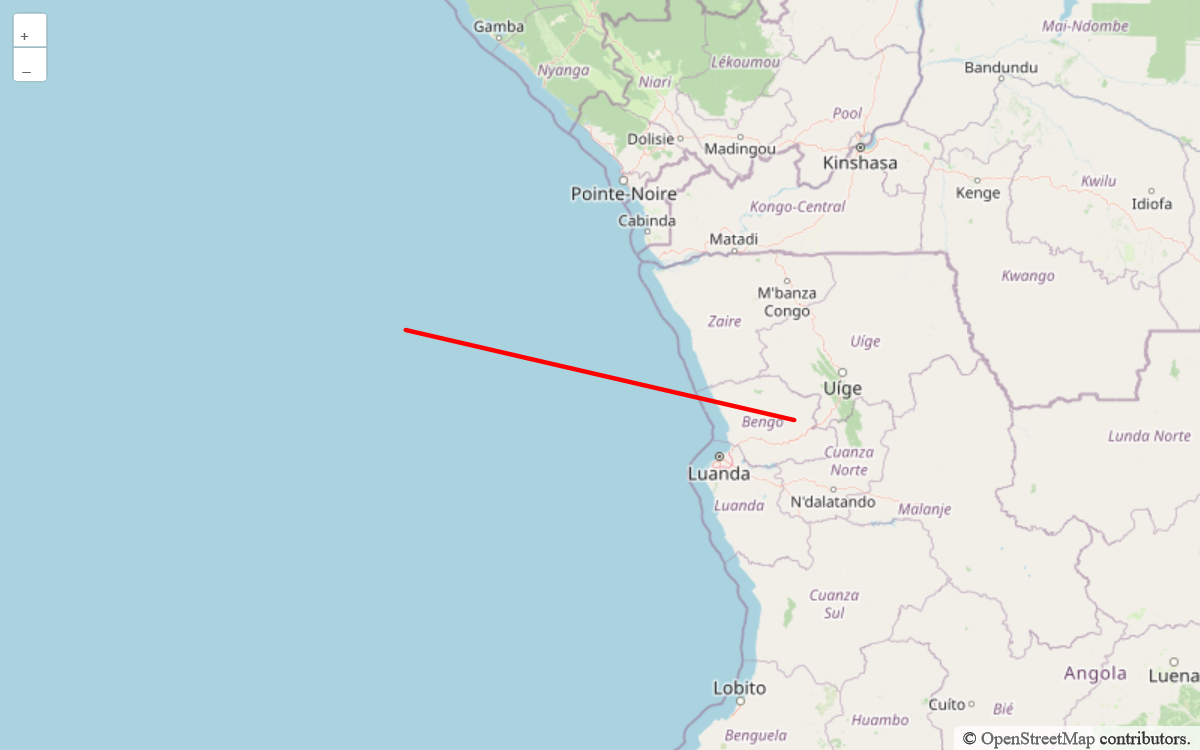 +
–
Gamba
Mai-Ndombe
Nyanga
Lékoumou
Niari
Bandundu
Pool
Dolisie
Madingou
Kinshasa
Pointe-Noire
Kenge
Kwilu
Idiofa
Kongo-Central
Cabinda
Matadi
Kwango
M'banza
Congo
Zaire
Uíge
Uíge
Bengo
Lunda Norte
Cuanza
Norte
Luanda
Luanda
N'dalatando
Malanje
Cuanza
Sul
Angola
Luena
Lobito
Cuíto
Bié
Huambo
Benguela
© OpenStreetMap contributors.